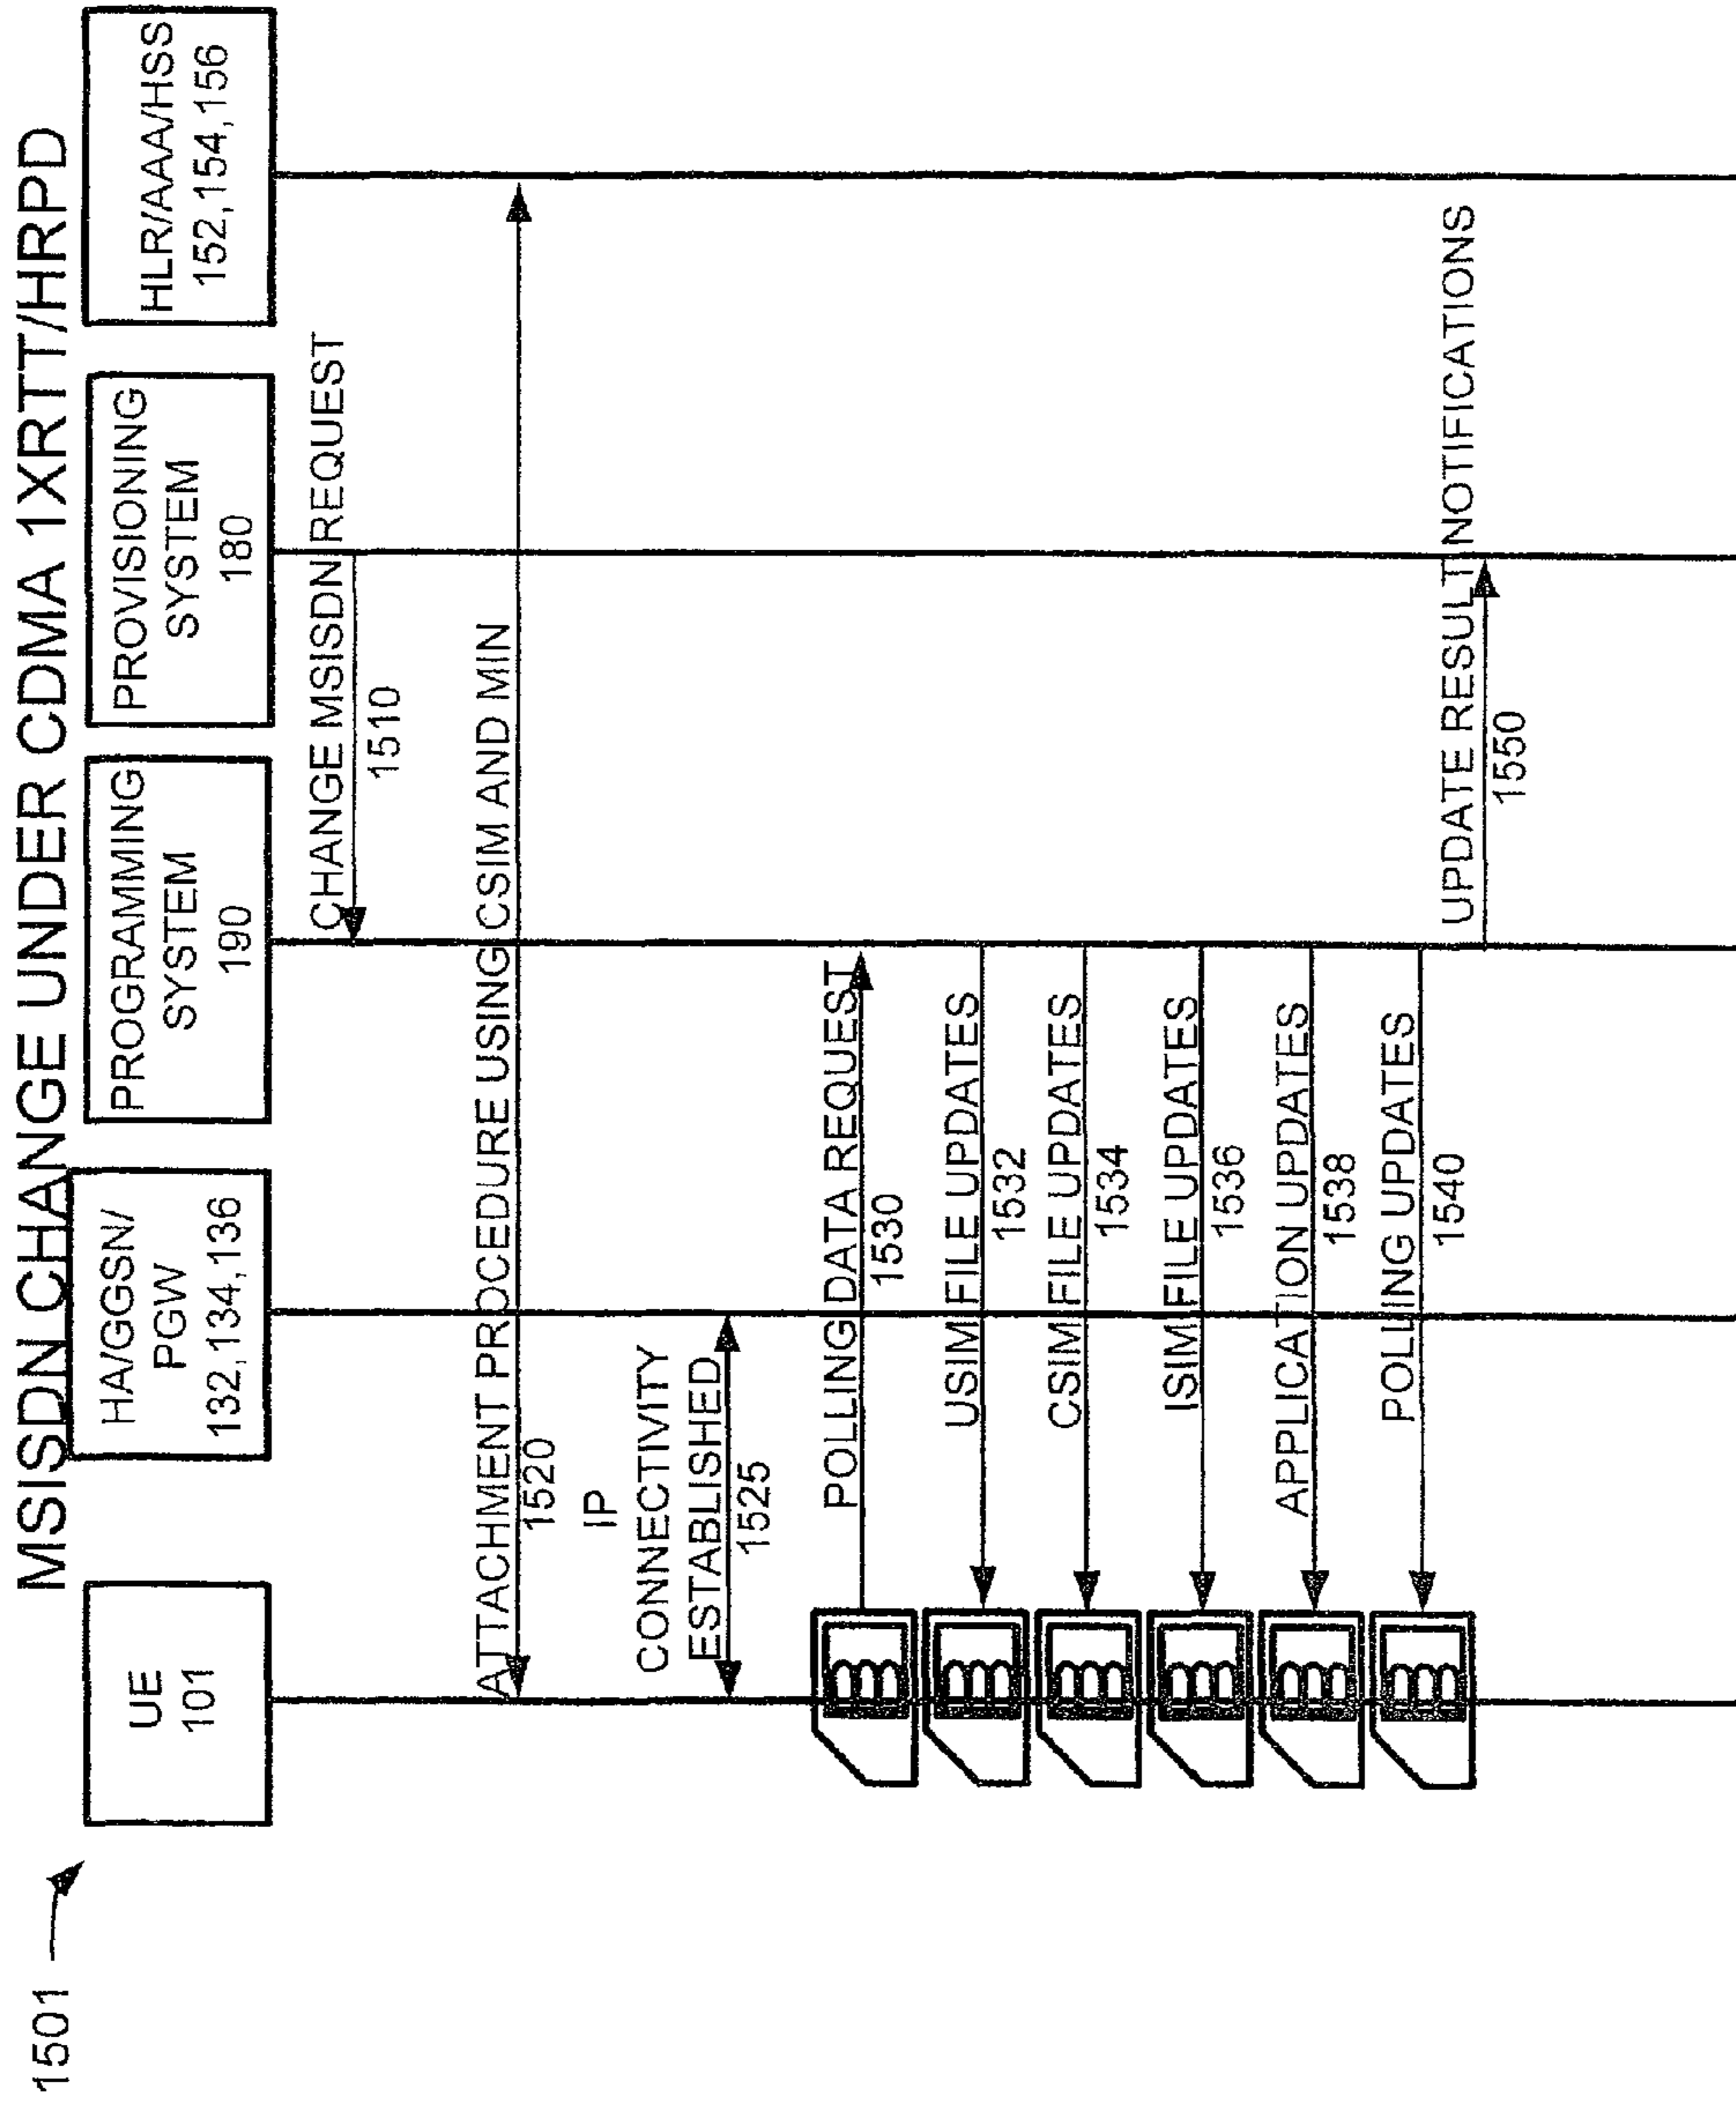 1501
MSISDN CHANGE UNDER CDMA 1XRTT/HRPD
UE
101
HA/GGSN/
PGW
132,134,136
PROGRAMMING
SYSTEM
190
PROVISIONING
SYSTEM
180
HLR/AAA/HSS
152,154,156
CHANGE MSISDN REQUEST
1510
ATTACHMENT PROCEDURE USING CSIM AND MIN
1520
IP
CONNECTIVITY
ESTABLISHED
1525
POLLING DATA REQUEST
1530
USIM FILE UPDATES
1532
CSIM FILE UPDATES
1534
ISIM FILE UPDATES
1536
APPLICATION UPDATES
1538
POLLING UPDATES
1540
UPDATE RESULT NOTIFICATIONS
1550